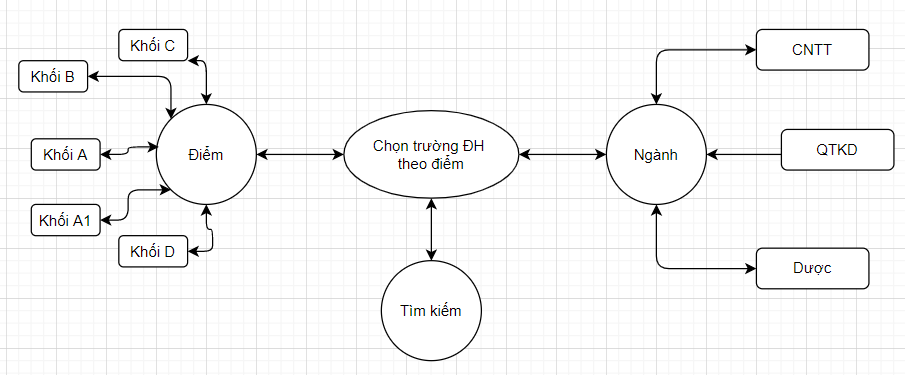 Khối C
Khối B
Khối A
Khối A1
Khối D
Điểm
Chọn trường ĐH
theo điểm
Tìm kiếm
Ngành
CNTT
QTKD
Dược